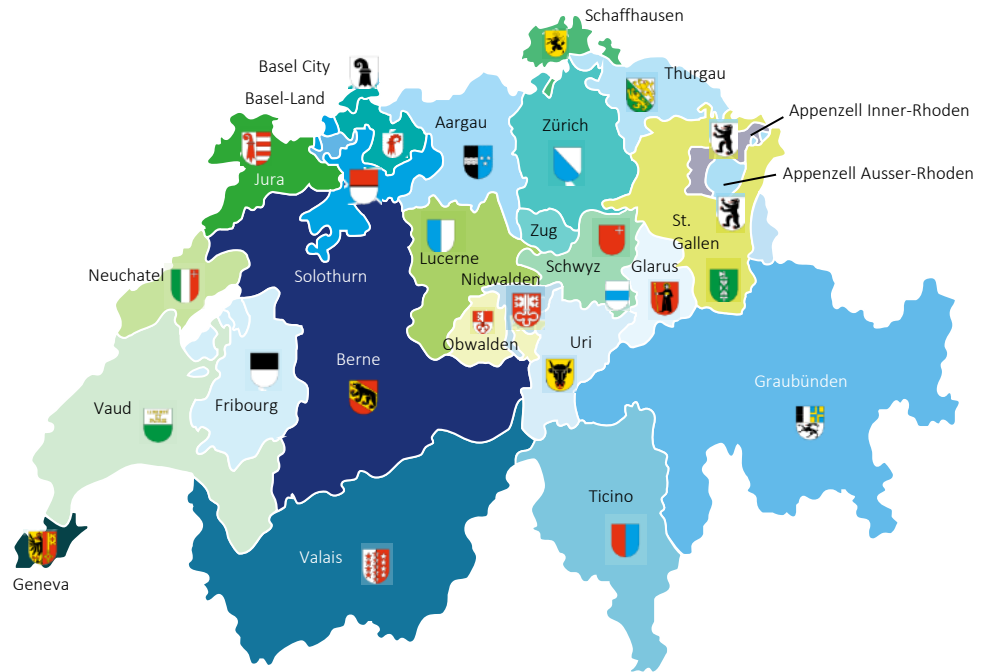 Schaffhausen
Basel City
Thurgau
Basel-Land
Appenzell Inner-Rhoden
Aargau
Zürich
Jura
Appenzell Ausser-Rhoden
St.
Gallen
Zug
Lucerne
Schwyz
Glarus
Neuchatel
Solothurn
Nidwalden
Obwalden
Uri
Berne
Graubünden
Vaud
Fribourg
Ticino
Valais
Geneva